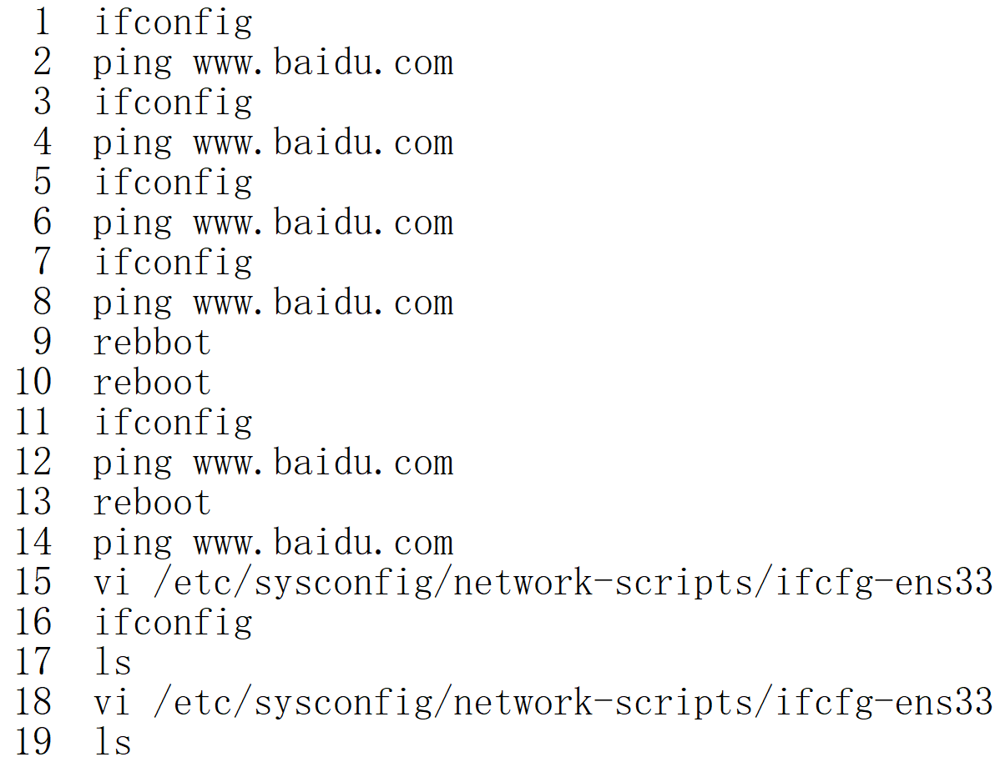 1 ifconfig
2 ping www.baidu.com
3 ifconfig
4 ping www.baidu.com
5 ifconfig
6 ping www.baidu.com
7 ifconfig
8 ping www.baidu.com
9 rebbot
10 reboot
11 ifconfig
12 ping www.baidu.com
13 reboot
14 ping www.baidu.com
15 vi /etc/sysconfig/network-scripts/ifcfg-ens33
16 ifconfig
17 ls
18 vi /etc/sysconfig/network-scripts/ifcfg-ens33
19 ls